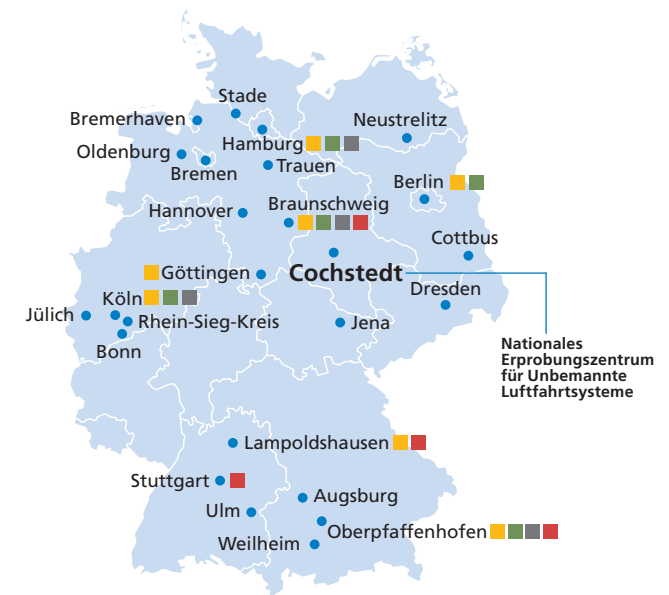 Stade
Bremerhaven
Neustrelitz
Hamburg
Oldenburg
Trauen
Bremen
Berlin
Braunschweig
Hannover
Cottbus
Göttingen
Cochstedt
Dresden
Köln
Jülich
Rhein-Sieg-Kreis
Jena
Bonn
Nationales
Erprobungszentrum
für Unbemannte
Luftfahrtsysteme
Lampoldshausen
Stuttgart
Augsburg
Ulm
Oberpfaffenhofen
Weilheim